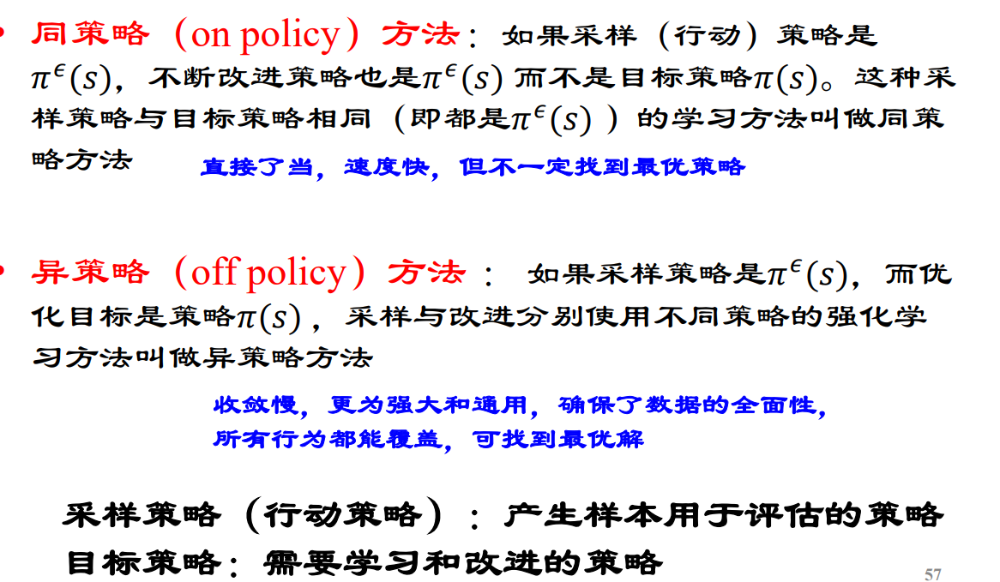 • 同策略（on policy）方法：如果采样（行动）策略是
π^ϵ(s)，不断改进策略也是π^ϵ(s) 而不是目标策略π(s)。这种采
样策略与目标策略相同（即都是π^ϵ(s) ）的学习方法叫做同策
略方法 直接了当，速度快，但不一定找到最优策略
• 异策略（off policy）方法 ： 如果采样策略是π^ϵ(s)，而优
化目标是策略π(s) ，采样与改进分别使用不同策略的强化学
习方法叫做异策略方法
收敛慢，更为强大和通用，确保了数据的全面性，
所有行为都能覆盖，可找到最优解
采样策略（行动策略）：产生样本用于评估的策略
目标策略：需要学习和改进的策略
57